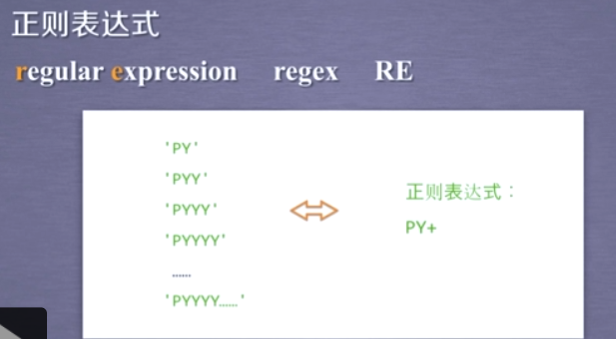 正则表达式
regular expression regex RE
'PY'
'PYY'
'PYYY'
'PYYYY'
……
'PYYYY……'
正则表达式：
PY+